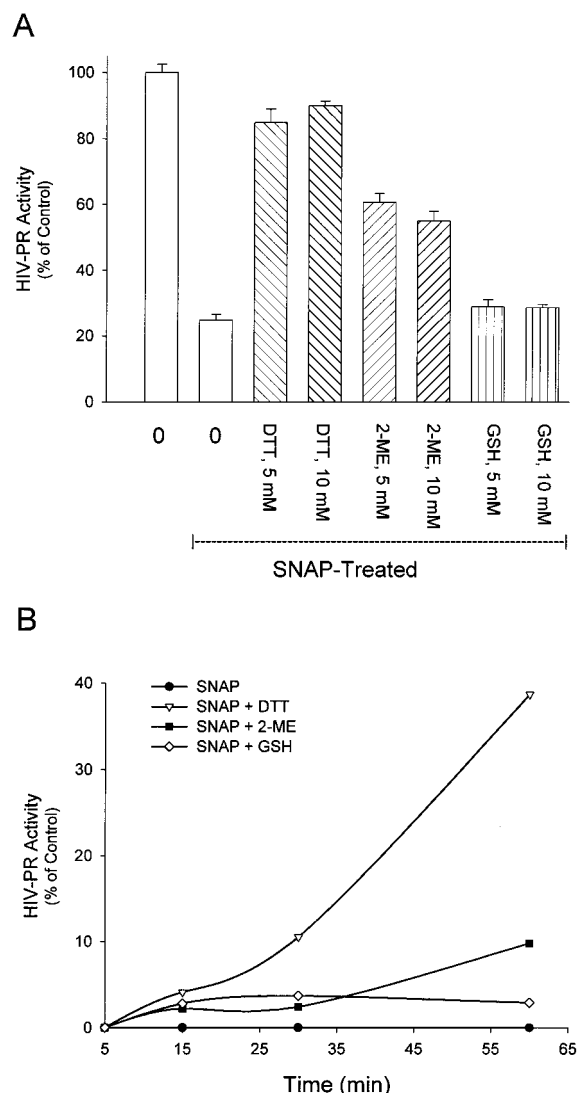 A
HIV-PR Activity
(% of Control)
100
80
60
40
20
0
0
0
DTT, 5 mM
DTT, 10 mM
2-ME, 5 mM
2-ME, 10 mM
GSH, 5 mM
GSH, 10 mM
SNAP-Treated
B
HIV-PR Activity
(% of Control)
40
30
20
10
0
SNAP
SNAP + DTT
SNAP + 2-ME
SNAP + GSH
5 15 25 35 45 55 65
Time (min)